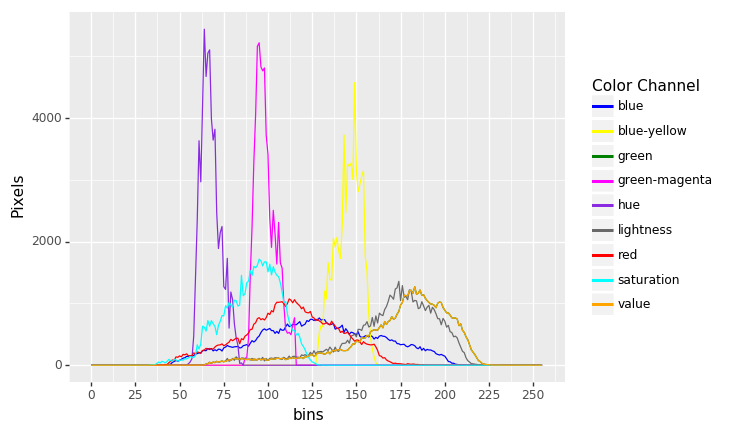 Pixels
4000
2000
0
0
25
50
75
100
125
150
175
200
225
250
bins
Color Channel
blue
blue-yellow
green
green-magenta
hue
lightness
red
saturation
value